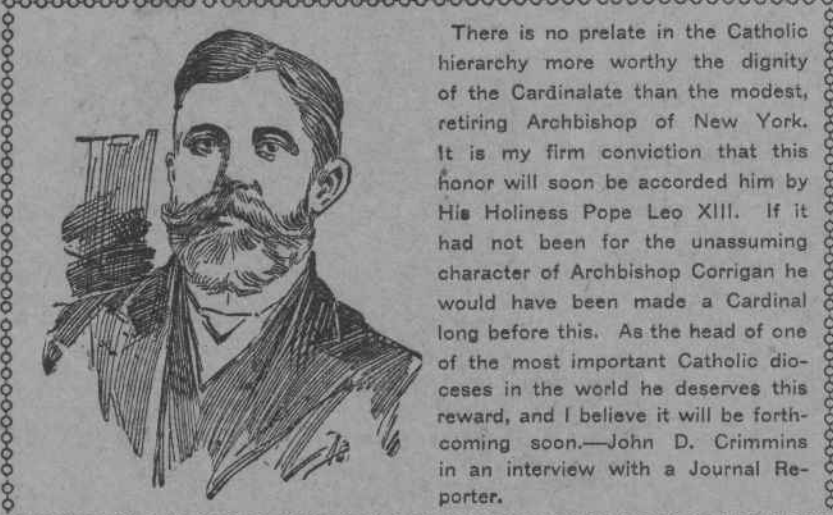 There is no prelate in the Catholic
hierarchy more worthy the dignity
of the Cardinalate than the modest,
retiring Archbishop of New York.
It is my firm conviction that this
honor will soon be accorded him by
His Holiness Pope Leo XIII. If it
had not been for the unassuming
character of Archbishop Corrigan he
would have been made a Cardinal
long before this. As the head of one
of the most important Catholic dio-
ceses in the world he deserves this
reward, and I believe it will be forth-
coming soon.—John D. Crimmins
in an interview with a Journal Re-
porter.